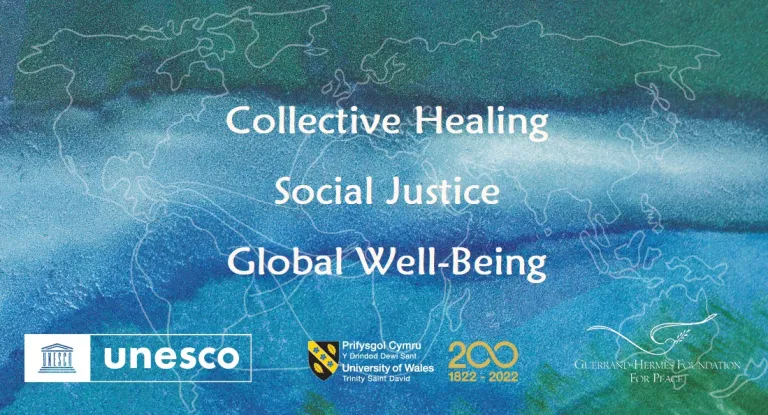 Collective Healing
Social Justice
Global Well-Being
UNESCO
unesco
Prifysgol Cymru
Y Drindod Dewi Sant
University of Wales
Trinity Saint David
200
1822 - 2022
Guerrand-Hermès Foundation
For Peace